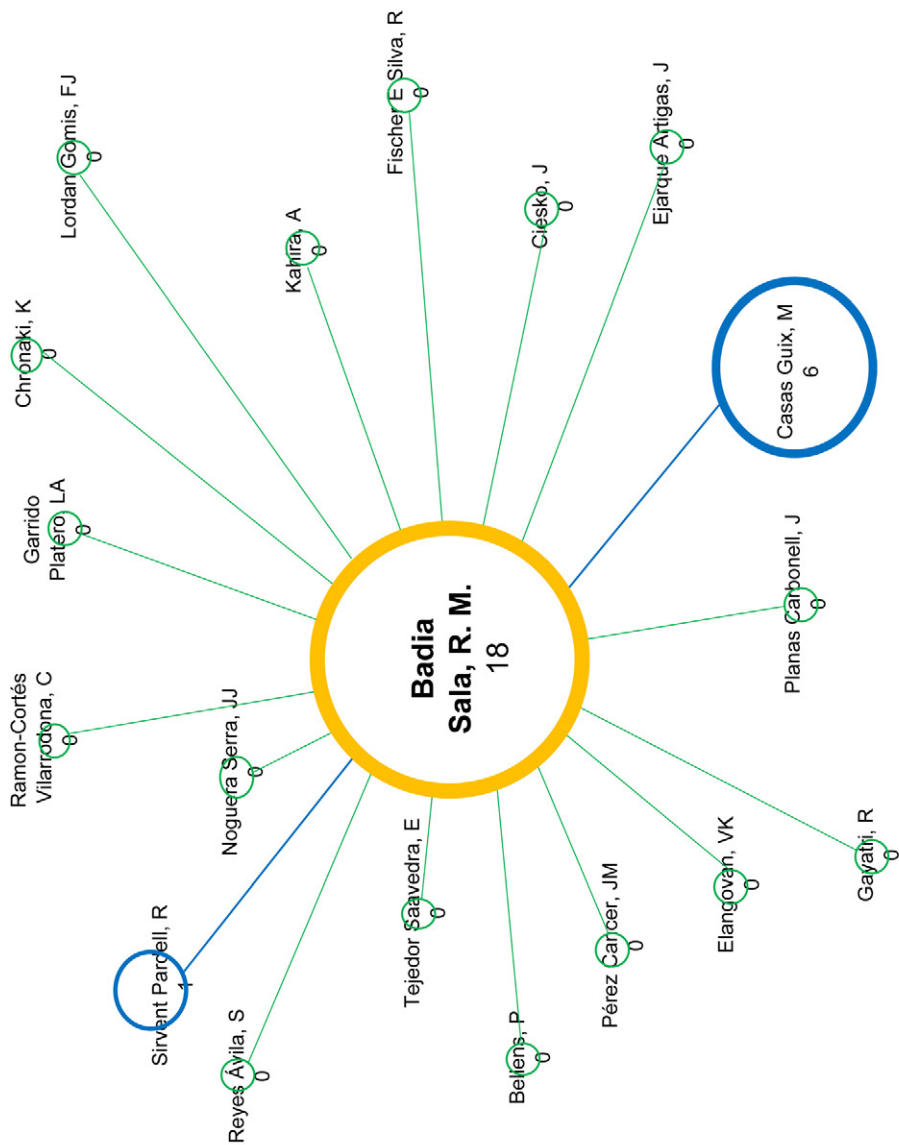 Lordan Gomis, FJ
0
Chronaki, K
0
Fischer E Silva, R
0
Kahira, A
0
Garrido
Platero, LA
0
Ciesko, J
0
Ejarque Artigas, J
0
Ramon-Cortés
Vilarrodona, C
0
Noguera Serra, JJ
0
Badia
Sala, R. M.
18
Casas Guix, M
6
Sirvent Pardell, R
1
Reyes Ávila, S
0
Tejedor Saavedra, E
0
Beliens, P
0
Pérez Cancer, JM
0
Elangovan, VK
0
Planas Carbonell, J
0
Gayatri, R
0